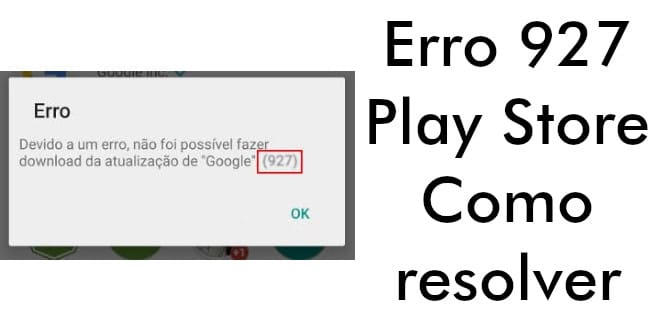 Google Inc.
Erro
Devido a um erro, não foi possível fazer
download da atualização de "Google" (927)
OK
+1
Erro 927
Play Store
Como
resolver